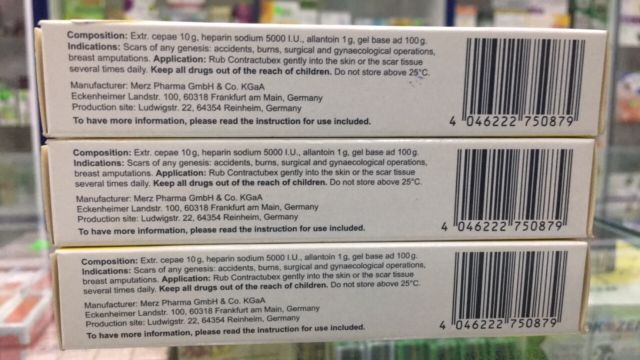 Composition: Extr. cepae 10 g, heparin sodium 5000 I.U., allantoin 1 g, gel base ad 100 g.
Indications: Scars of any genesis: accidents, burns, surgical and gynaecological operations,
breast amputations. Application: Rub Contractubex gently into the skin or the scar tissue
several times daily. Keep all drugs out of the reach of children. Do not store above 25°C.
Manufacturer: Merz Pharma GmbH & Co. KGaA
Eckenheimer Landstr. 100, 60318 Frankfurt am Main, Germany
Production site: Ludwigstr. 22, 64354 Reinheim, Germany
To have more information, please read the instruction for use included.
4 046222 750879
Composition: Extr. cepae 10 g, heparin sodium 5000 I.U., allantoin 1 g, gel base ad 100 g.
Indications: Scars of any genesis: accidents, burns, surgical and gynaecological operations,
breast amputations. Application: Rub Contractubex gently into the skin or the scar tissue
several times daily. Keep all drugs out of the reach of children. Do not store above 25°C.
Manufacturer: Merz Pharma GmbH & Co. KGaA
Eckenheimer Landstr. 100, 60318 Frankfurt am Main, Germany
Production site: Ludwigstr. 22, 64354 Reinheim, Germany
To have more information, please read the instruction for use included.
4 046222 750879
Composition: Extr. cepae 10 g, heparin sodium 5000 I.U., allantoin 1 g, gel base ad 100 g.
Indications: Scars of any genesis: accidents, burns, surgical and gynaecological operations,
breast amputations. Application: Rub Contractubex gently into the skin or the scar tissue
several times daily. Keep all drugs out of the reach of children. Do not store above 25°C.
Manufacturer: Merz Pharma GmbH & Co. KGaA
Eckenheimer Landstr. 100, 60318 Frankfurt am Main, Germany
Production site: Ludwigstr. 22, 64354 Reinheim, Germany
To have more information, please read the instruction for use included.
4 046222 750879